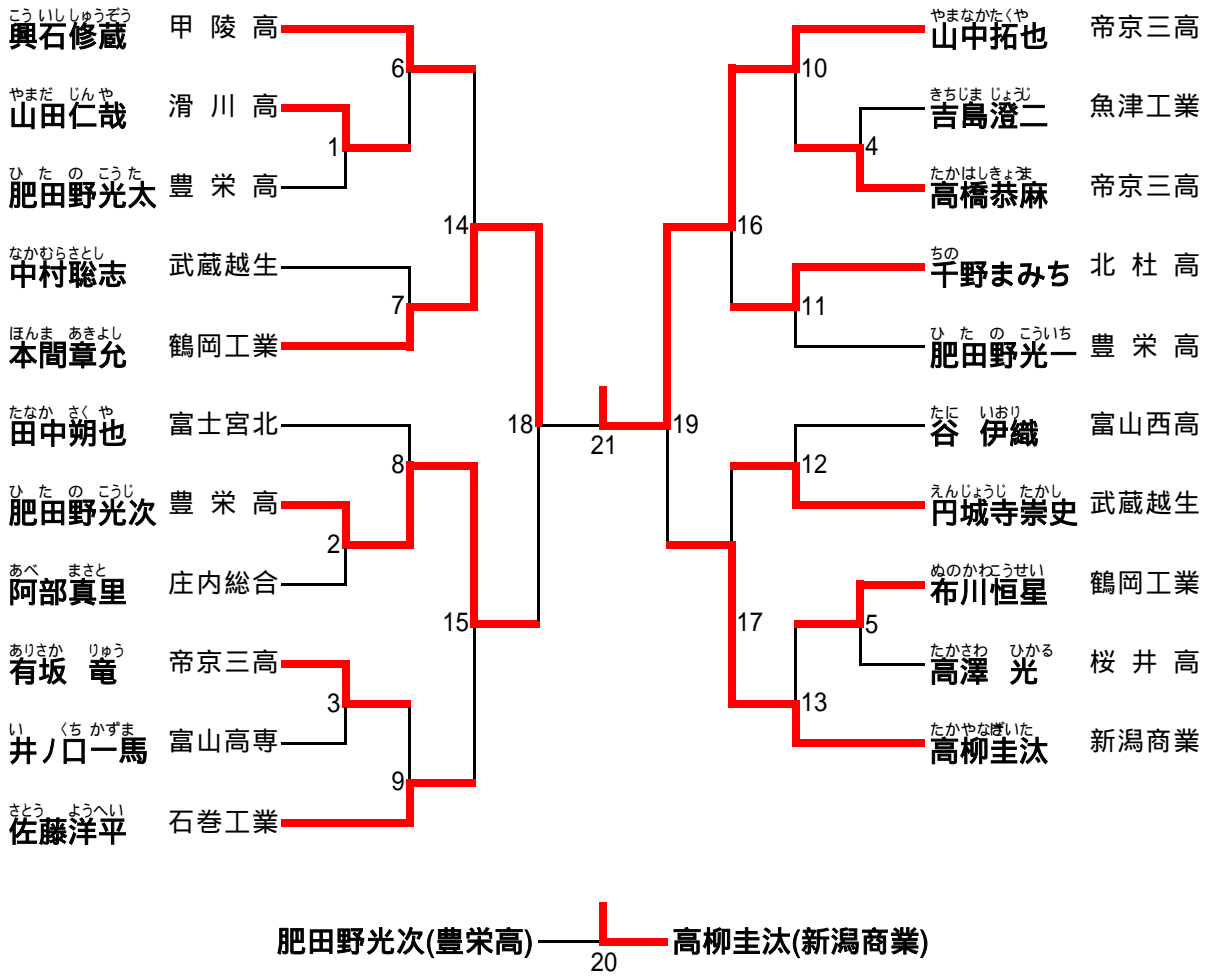 こういししゅうぞう
興石修蔵 甲陵高
やまだ じんや
山田仁哉 滑川高
ひたの こうた
肥田野光太 豊栄高
なかむらさとし
中村聡志 武蔵越生
ほんま あきよし
本間章允 鶴岡工業
たなか さくや
田中朔也 富士宮北
ひたの こうじ
肥田野光次 豊栄高
あべ まさと
阿部真里 庄内総合
ありさか りゅう
有坂 竜 帝京三高
いくち かずま
井ノ口一馬 富山高専
さとう ようへい
佐藤洋平 石巻工業
6
1
14
7
18
8
2
15
3
9
21
19
10
4
16
11
12
17
5
13
やまなかたくや
山中拓也 帝京三高
きちじま じょうじ
吉島澄二 魚津工業
たかはしきょうま
高橋恭麻 帝京三高
ちの
千野まみち 北杜高
ひたの こういち
肥田野光一 豊栄高
たに いおり
谷 伊織 富山西高
えんじょうじ たかし
円城寺崇史 武蔵越生
ぬのかわこうせい
布川恒星 鶴岡工業
たかさわ ひかる
高澤 光 桜井高
たかやなぎけいた
高柳圭汰 新潟商業
肥田野光次(豊栄高) 高柳圭汰(新潟商業)
20